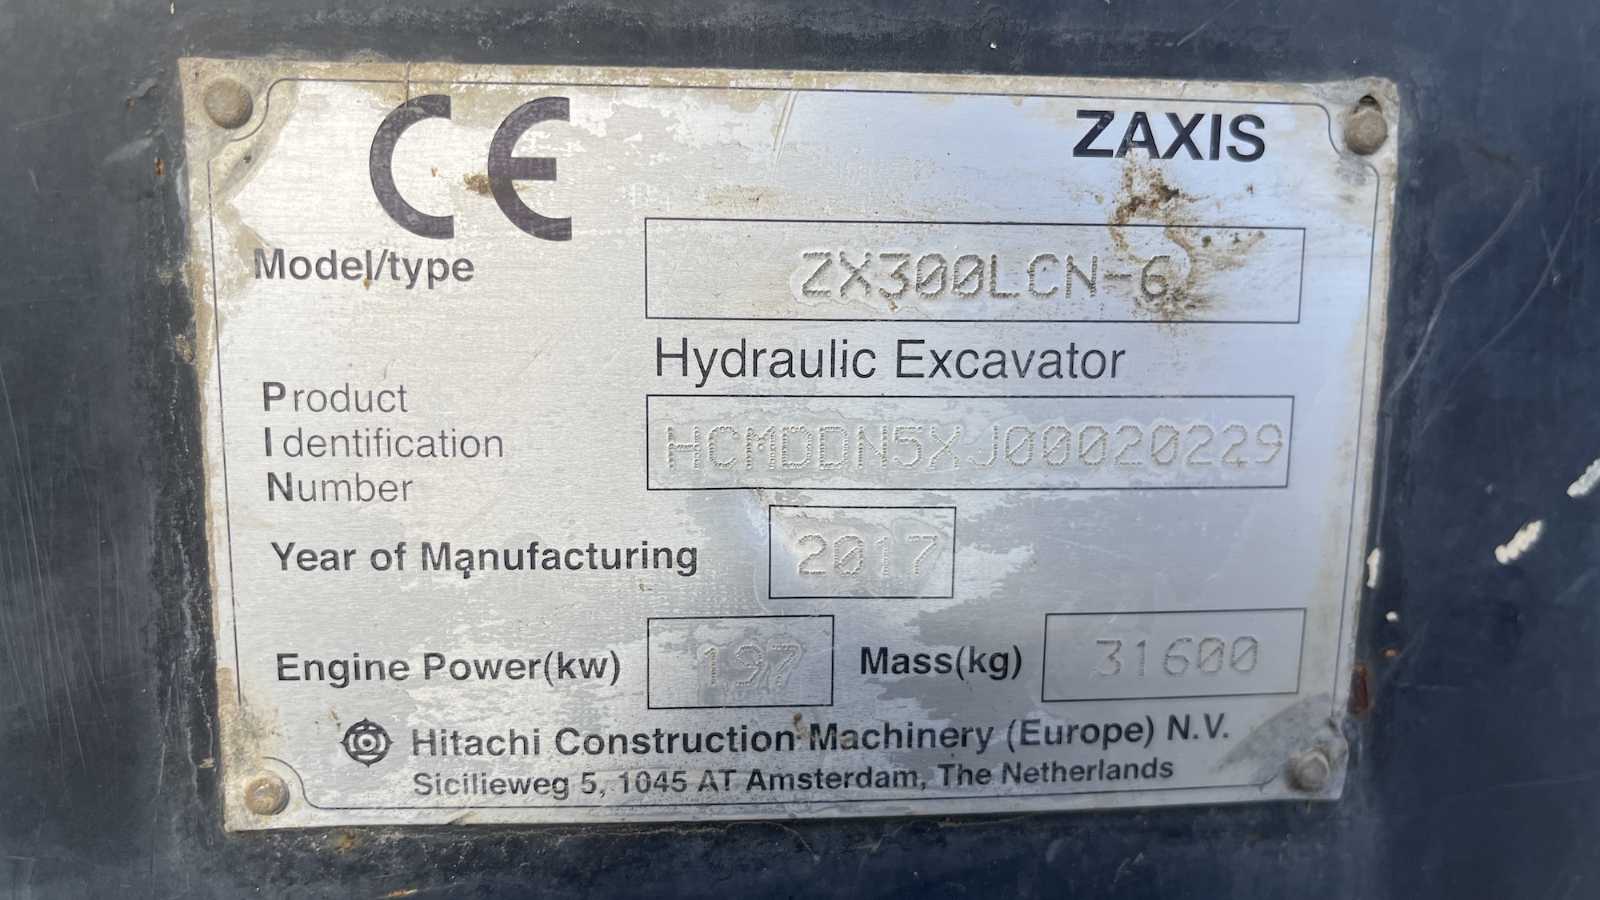 CE ZAXIS
Model/type ZX300LCN-6
Hydraulic Excavator
Product
Identification HCMDDN5XJ00020229
Number
Year of Manufacturing 2017
Engine Power(kw) 197 Mass(kg) 31600
Hitachi Construction Machinery (Europe) N.V.
Sicilieweg 5, 1045 AT Amsterdam, The Netherlands